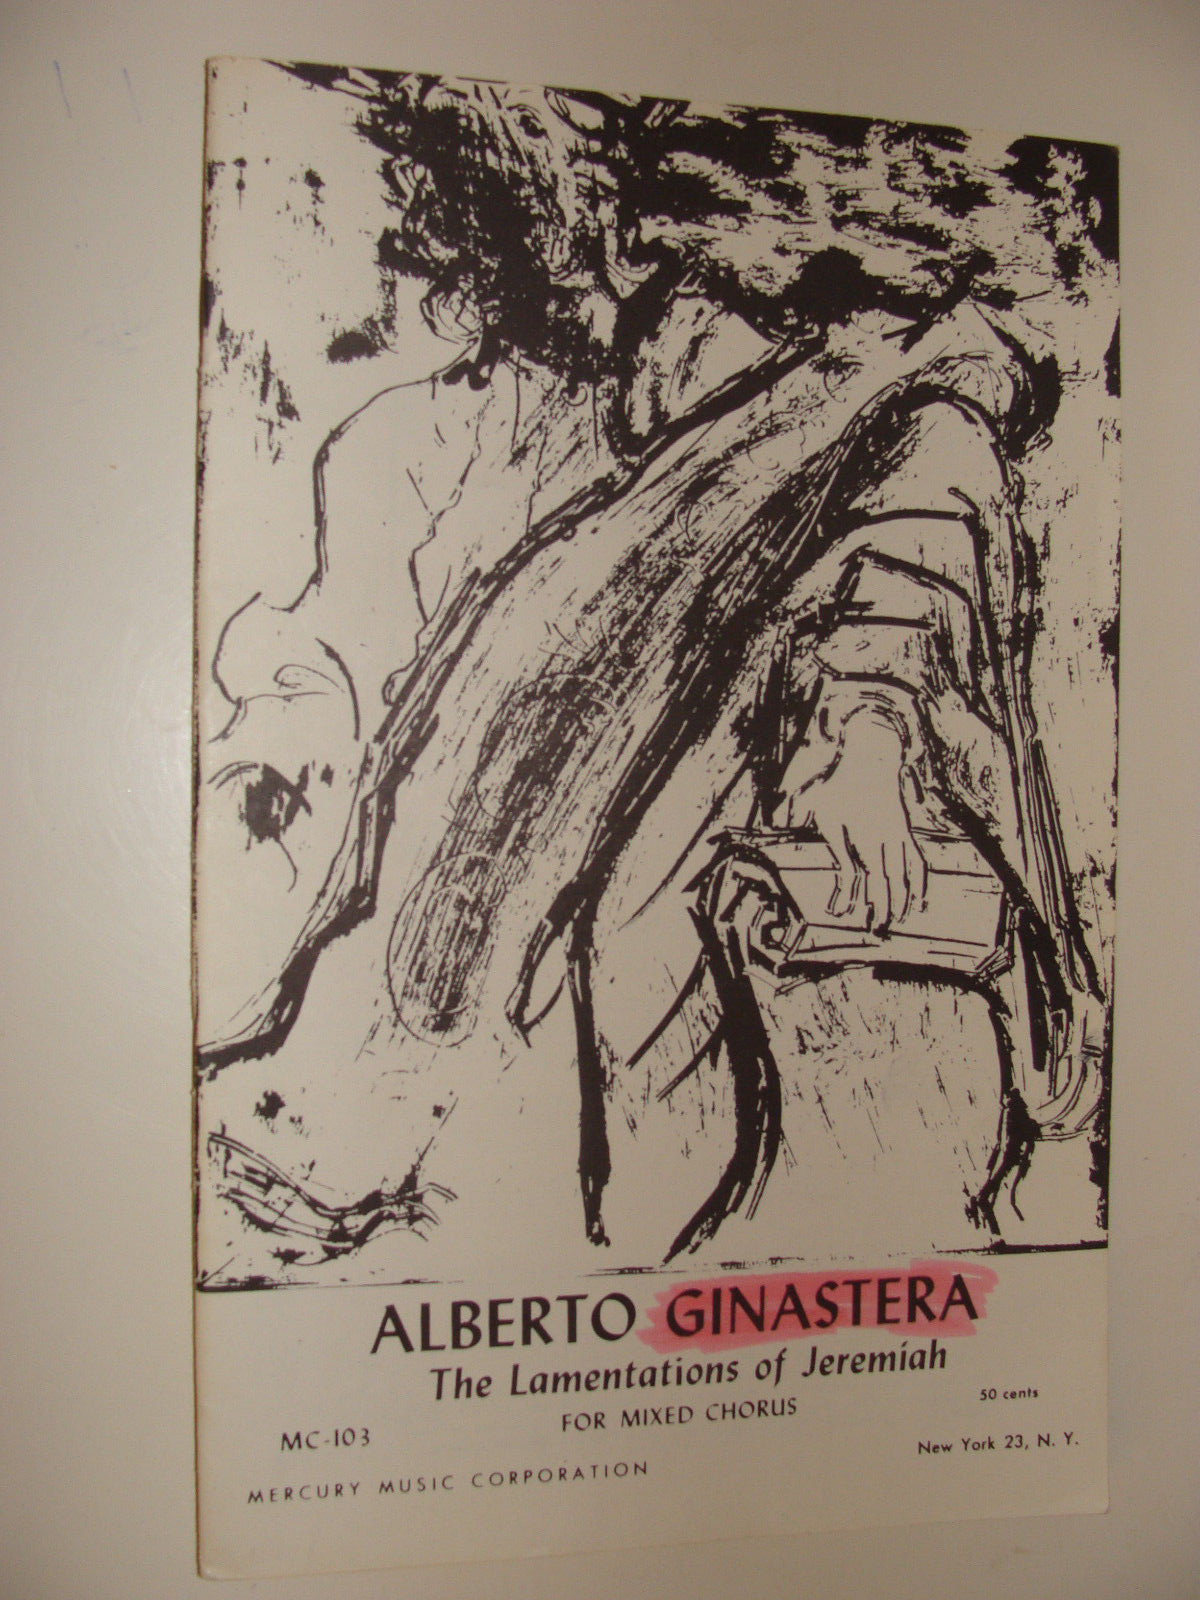 ALBERTO GINASTERA
The Lamentations of Jeremiah
FOR MIXED CHORUS
50 cents
MC-103
New York 23, N. Y.
MERCURY MUSIC CORPORATION